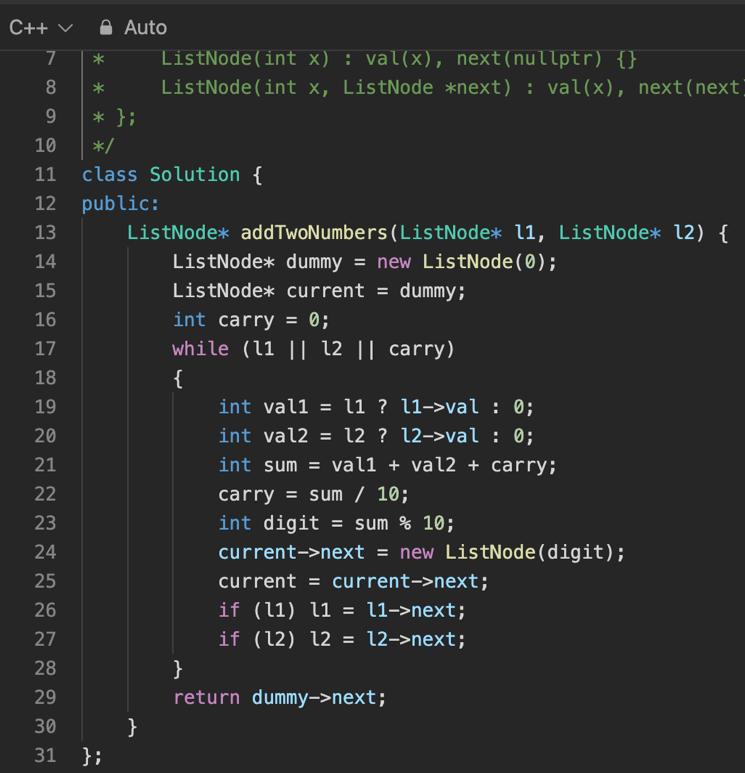 C++ Auto
7 *     ListNode(int x) : val(x), next(nullptr) {}
8 *     ListNode(int x, ListNode *next) : val(x), next(next)
9 * };
10 */
11 class Solution {
12 public:
13     ListNode* addTwoNumbers(ListNode* l1, ListNode* l2) {
14         ListNode* dummy = new ListNode(0);
15         ListNode* current = dummy;
16         int carry = 0;
17         while (l1 || l2 || carry)
18         {
19             int val1 = l1 ? l1->val : 0;
20             int val2 = l2 ? l2->val : 0;
21             int sum = val1 + val2 + carry;
22             carry = sum / 10;
23             int digit = sum % 10;
24             current->next = new ListNode(digit);
25             current = current->next;
26             if (l1) l1 = l1->next;
27             if (l2) l2 = l2->next;
28         }
29         return dummy->next;
30     }
31 };